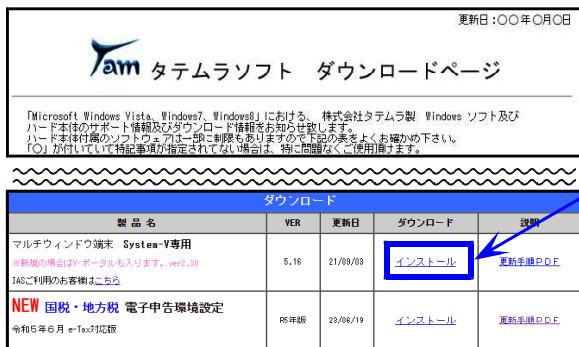 更新日:〇〇年〇月〇日
Tam タテムラソフト ダウンロードページ
「Microsoft Windows Vista、Windows7、Windows8」における、 株式会社タテムラ製 Windows ソフト及び
ハード本体のサポート情報及びダウンロード情報をお知らせ致します。
ハード本体付属のソフトウェアは一部に制限もありますので下記の表をよくお確かめ下さい。
「〇」が付いていて特記事項が指定されてない場合は、特に問題なくご使用頂けます。
ダウンロード
製 品 名 VER 更新日 ダウンロード 説明
マルチウィンドウ端末 System-V専用
※新規の場合はV-ポータルも入ります。ver2.30
IASご利用のお客様はこちら
5.16 21/09/03 インストール 更新手順PDF
NEW 国税・地方税 電子申告環境設定
令和5年6月 e-Tax対応版
R5年版 23/06/19 インストール 更新手順PDF